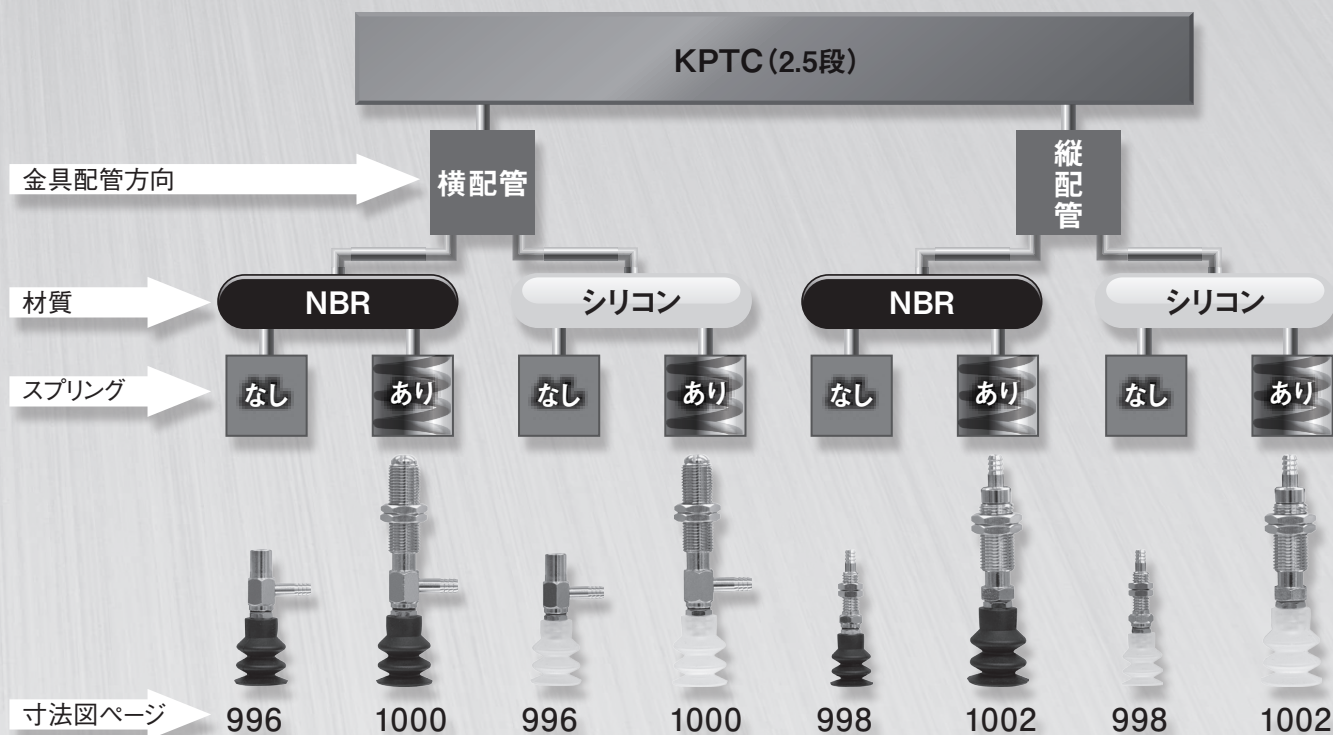 KPTC（2.5段）
金具配管方向
横配管
縦配管
材質
NBR
シリコン
NBR
シリコン
スプリング
なし
あり
なし
あり
なし
あり
なし
あり
寸法図ページ
996
1000
996
1000
998
1002
998
1002